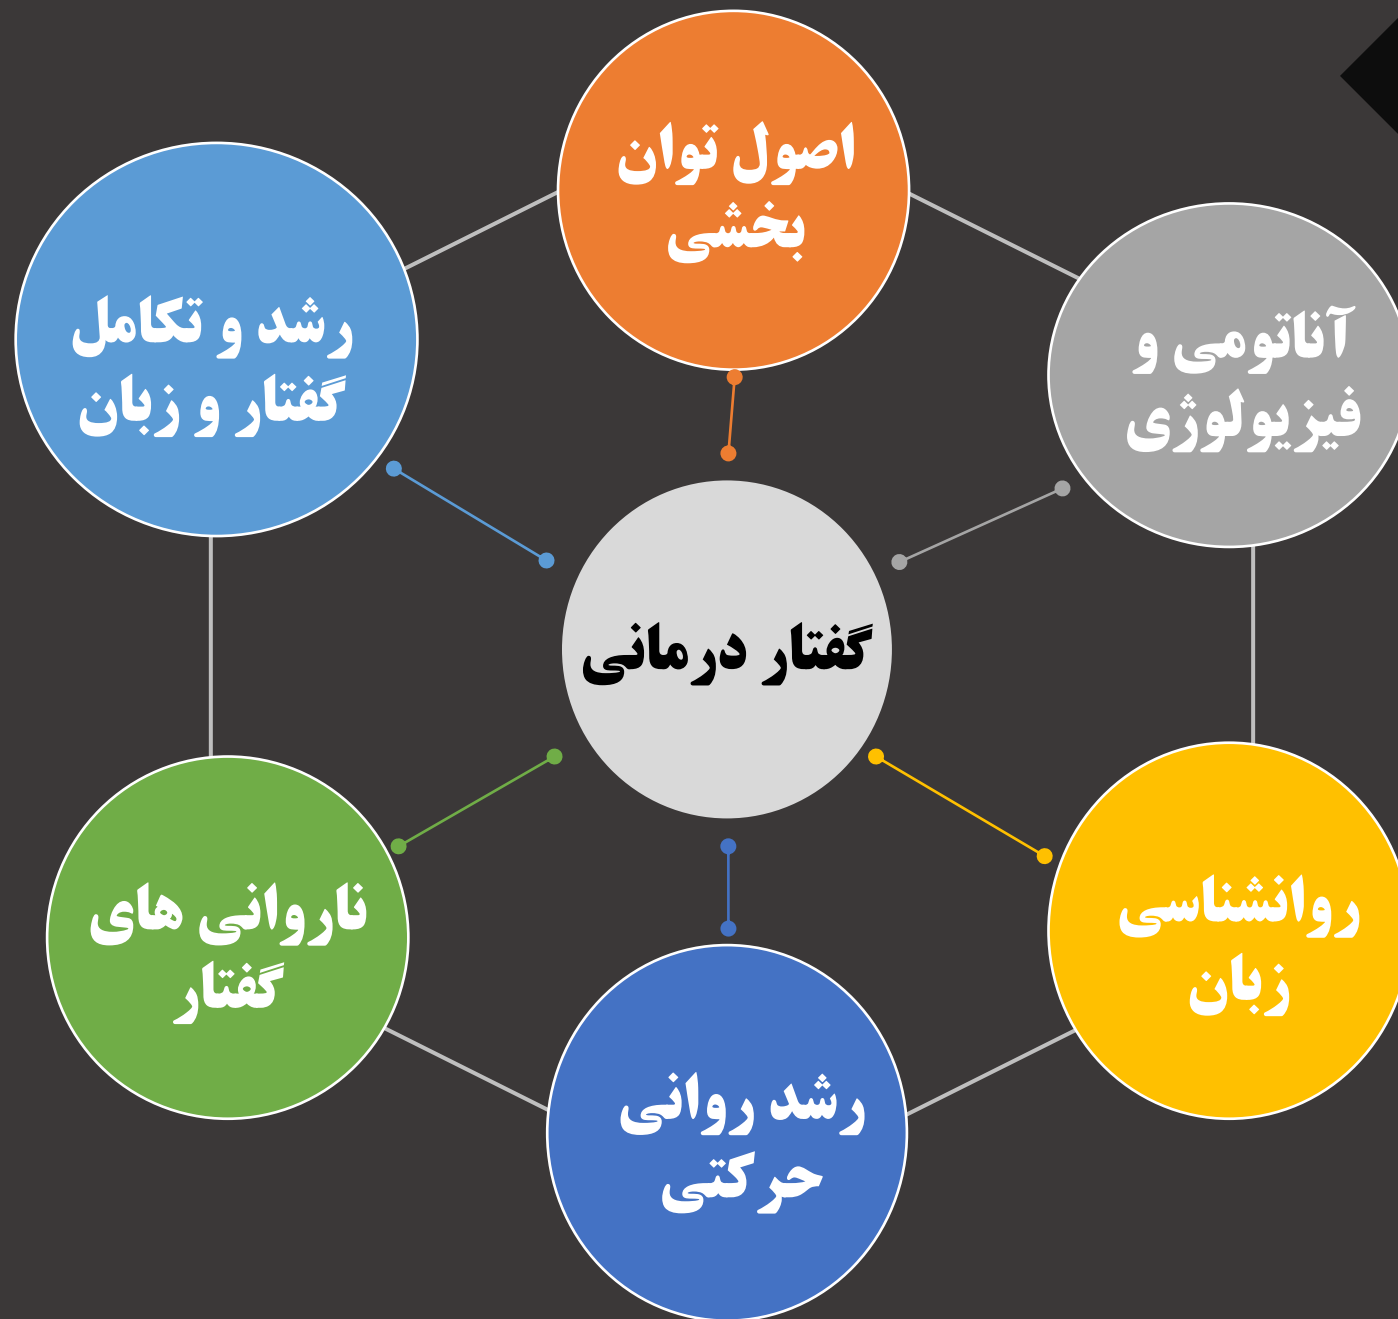 اصول توان
بخشی
آناتومی و
فیزیولوژی
رشد و تکامل
گفتار و زبان
گفتار درمانی
روانشناسی
زبان
ناروانی های
گفتار
رشد روانی
حرکتی